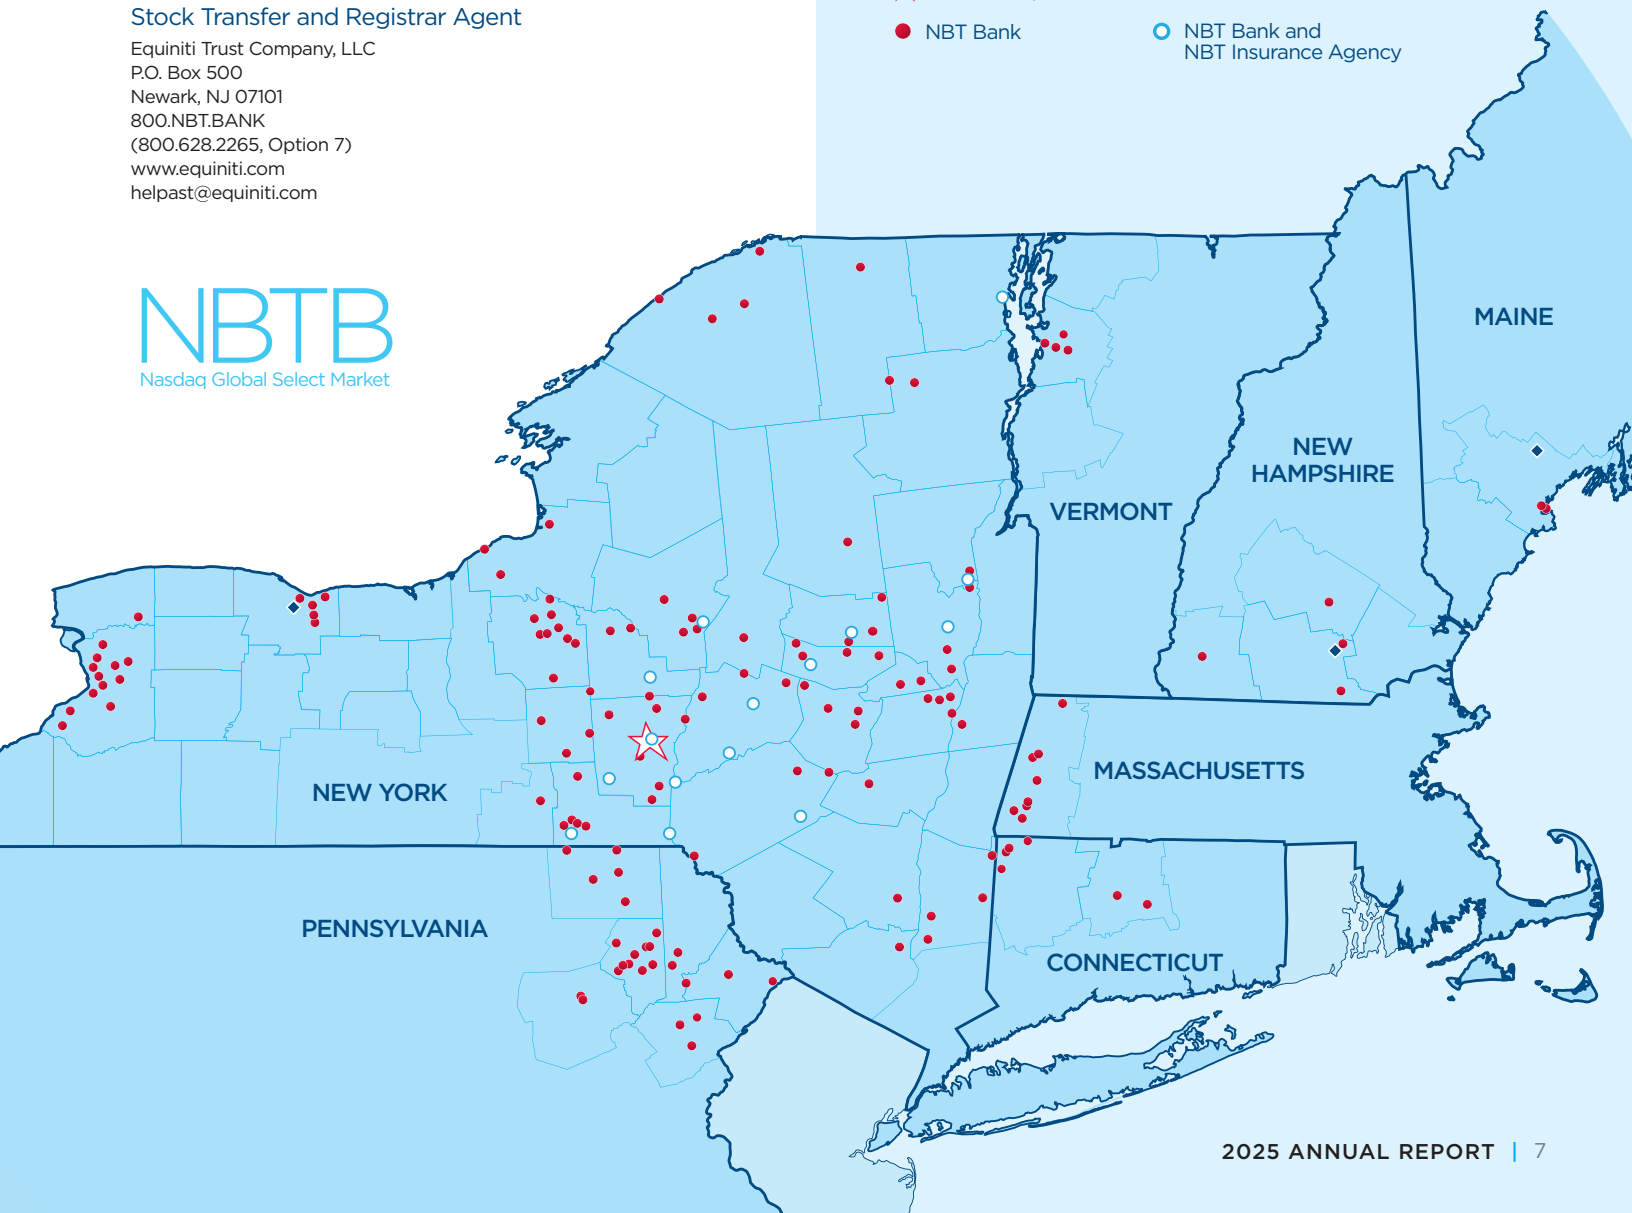 Stock Transfer and Registrar Agent
Equiniti Trust Company, LLC
P.O. Box 500
Newark, NJ 07101
800.NBT.BANK
(800.628.2265, Option 7)
www.equiniti.com
helpast@equiniti.com
NBT Bank
NBT Bank and
NBT Insurance Agency
NBTB
Nasdaq Global Select Market
MAINE
NEW
HAMPSHIRE
VERMONT
MASSACHUSETTS
NEW YORK
PENNSYLVANIA
CONNECTICUT
2025 ANNUAL REPORT | 7